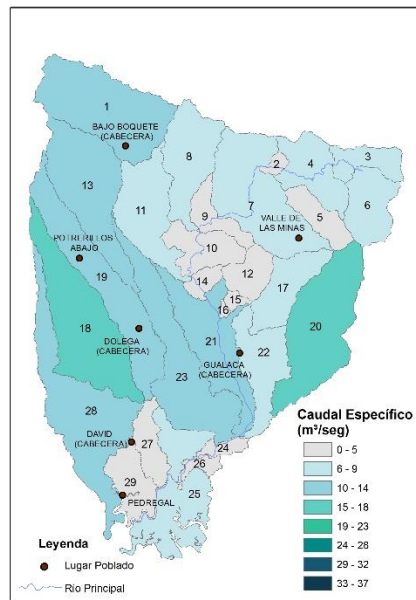 1
BAJO BOQUETE
(CABECERA)
8
2
4
3
13
11
9
7
5
6
VALLE DE
LAS MINAS
10
POTRERILLOS
ABAJO
19
14
12
17
15
16
18
20
DOLEGA
(CABECERA)
21
GUALACA
(CABECERA)
22
23
28
DAVID
(CABECERA)
27
24
26
29
PEDREGAL
25
Caudal Específico
(m³/seg)
0 - 5
6 - 9
10 - 14
15 - 18
19 - 23
24 - 28
29 - 32
33 - 37
Leyenda
Lugar Poblado
Río Principal